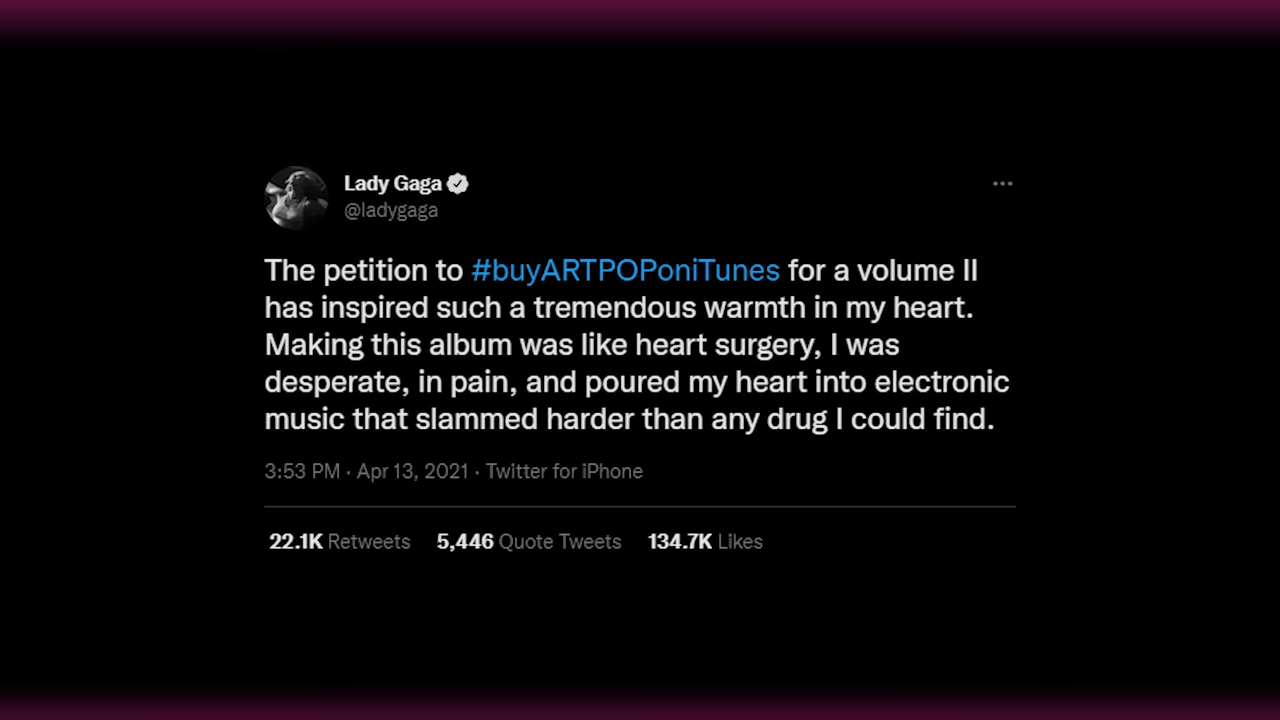 Lady Gaga
@ladygaga
The petition to #buyARTPOPoniTunes for a volume II
has inspired such a tremendous warmth in my heart.
Making this album was like heart surgery, I was
desperate, in pain, and poured my heart into electronic
music that slammed harder than any drug I could find.
3:53 PM · Apr 13, 2021 · Twitter for iPhone
22.1K Retweets 5,446 Quote Tweets 134.7K Likes